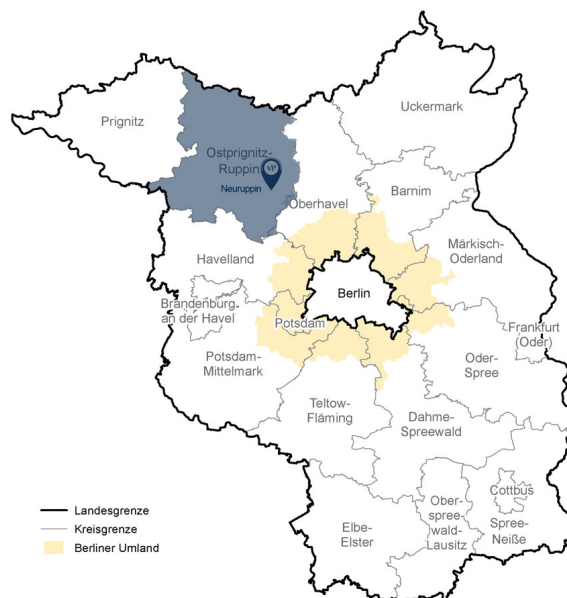 Uckermark
Prignitz
Ostprignitz-
Ruppin
Neuruppin
Barnim
Oberhavel
Märkisch-
Oderland
Havelland
Berlin
Brandenburg
an der Havel
Potsdam
Frankfurt
(Oder)
Potsdam-
Mittelmark
Oder-
Spree
Teltow-
Fläming
Dahme-
Spreewald
Cottbus
Spree-
Neiße
Ober-
spree-
wald-
Lausitz
Elbe-
Elster
Landesgrenze
Kreisgrenze
Berliner Umland